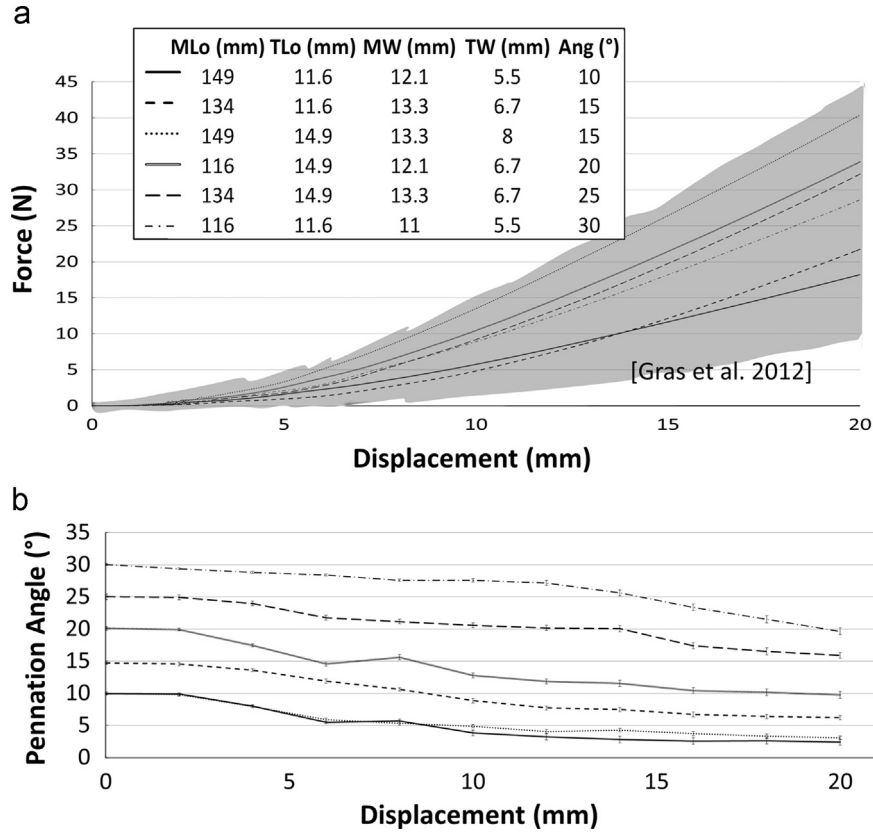 a
MLo (mm) TLo (mm) MW (mm) TW (mm) Ang (°)
149 11.6 12.1 5.5 10
134 11.6 13.3 6.7 15
149 14.9 13.3 8 15
116 14.9 12.1 6.7 20
134 14.9 13.3 6.7 25
116 11.6 11 5.5 30
45
40
35
30
25
20
15
10
5
0
Force (N)
[Gras et al. 2012]
0 5 10 15 20
Displacement (mm)
b
35
30
25
20
15
10
5
0
Pennation Angle (°)
0 5 10 15 20
Displacement (mm)